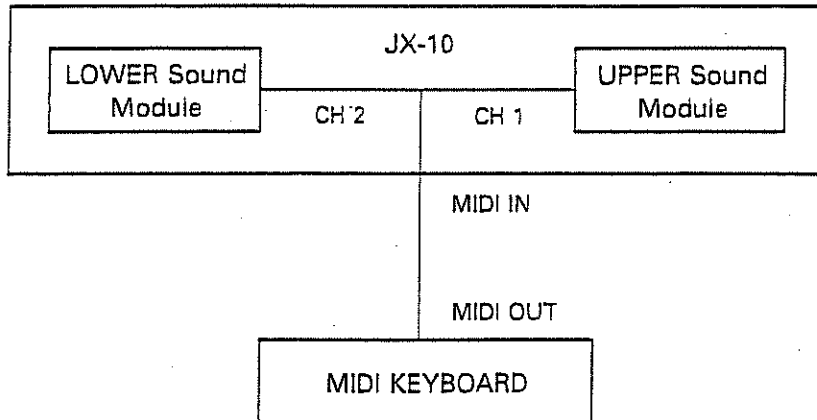 JX-10
LOWER Sound
Module
UPPER Sound
Module
CH 2
CH 1
MIDI IN
MIDI OUT
MIDI KEYBOARD